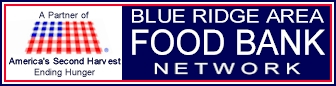 A Partner of
America's Second Harvest
Ending Hunger
BLUE RIDGE AREA
FOOD BANK
NETWORK